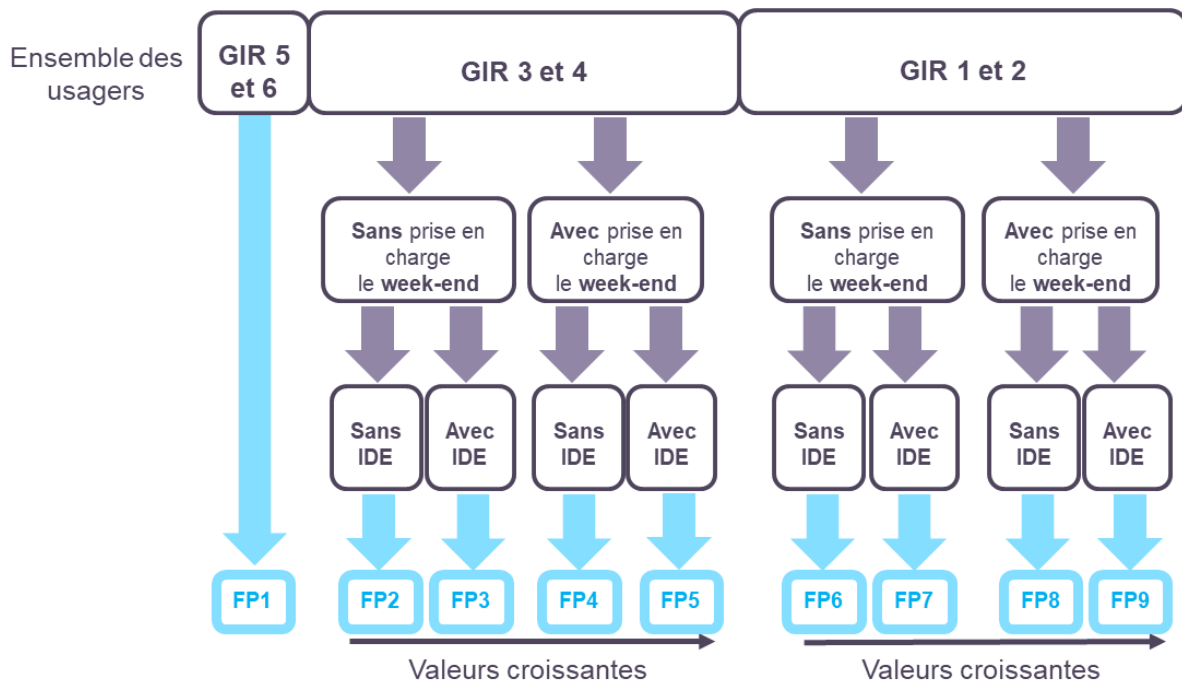 Ensemble des
usagers
GIR 5
et 6
GIR 3 et 4
GIR 1 et 2
Sans prise en
charge
le week-end
Avec prise en
charge
le week-end
Sans prise en
charge
le week-end
Avec prise en
charge
le week-end
Sans
IDE
Avec
IDE
Sans
IDE
Avec
IDE
Sans
IDE
Avec
IDE
Sans
IDE
Avec
IDE
FP1
FP2
FP3
FP4
FP5
FP6
FP7
FP8
FP9
Valeurs croissantes
Valeurs croissantes